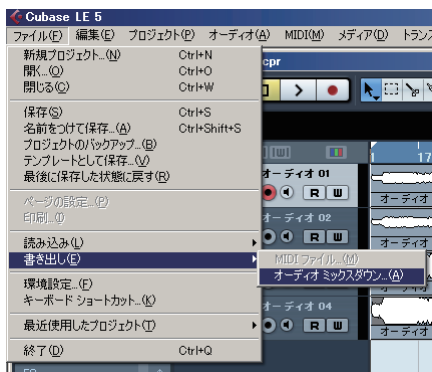 Cubase LE 5
ファイル(F) 編集(E) プロジェクト(P) オーディオ(A) MIDI(M) メディア(D) トランス
新規プロジェクト...(N) Ctrl+N
cpr
開く...(O) Ctrl+O
閉じる(C) Ctrl+W
保存(S) Ctrl+S
名前をつけて保存...(A) Ctrl+Shift+S
プロジェクトのバックアップ...(B)
テンプレートとして保存...(V)
最後に保存した状態に戻す(R)
17
オーディオ 01
R W
オーディオ
ページの設定...(P)
印刷...(I)
オーディオ 02
R W
オーディオ
読み込み(L)
書き出し(E)
MIDI ファイル...(M)
オーディオ ミックスダウン...(A)
環境設定...(F)
キーボード ショートカット...(K)
オーディオ 04
R W
オーディオ
最近使用したプロジェクト(T)
終了(Q) Ctrl+Q